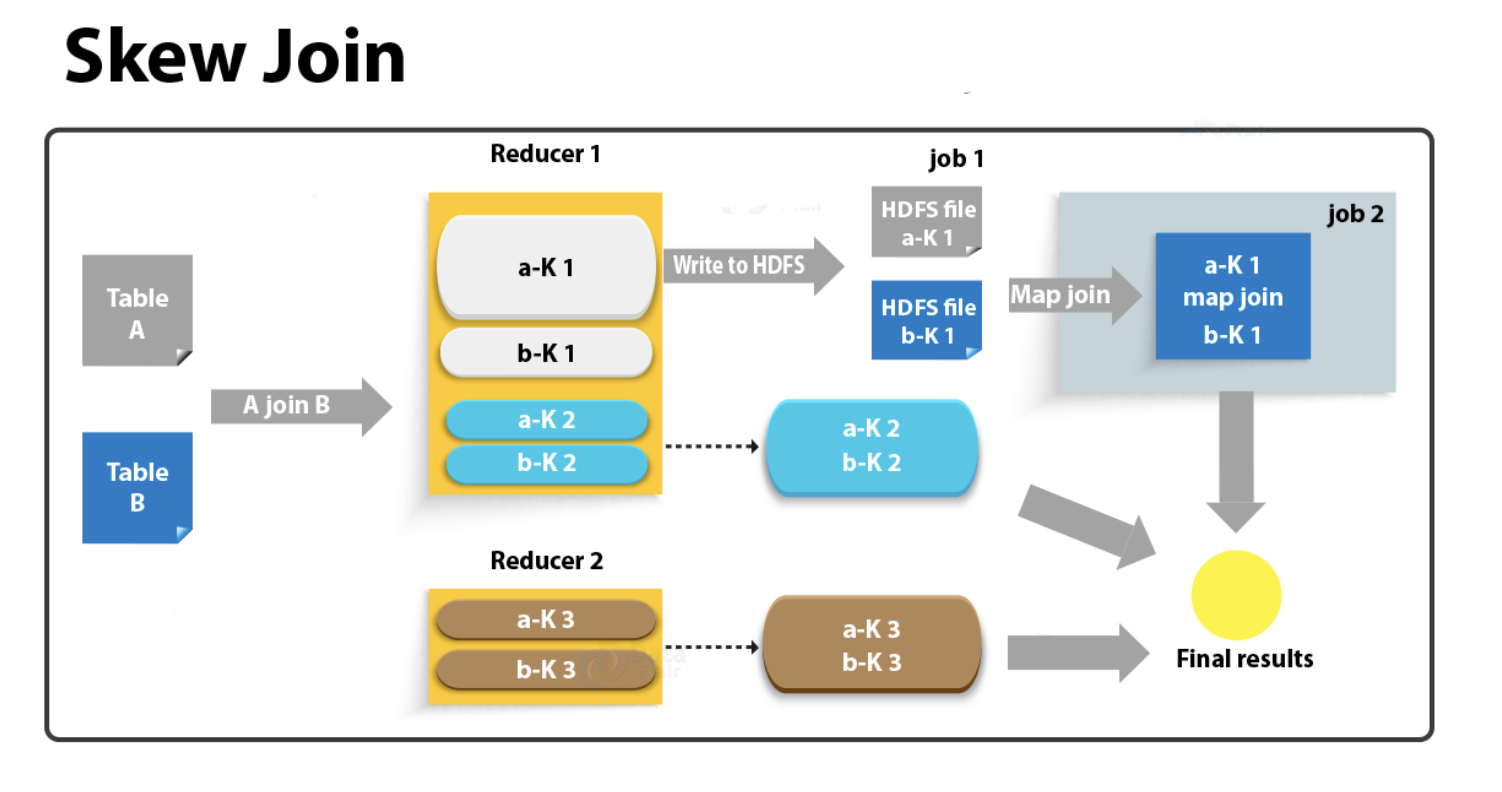 Skew Join
Reducer 1
job 1
Table
A
Table
B
A join B
a-K 1
b-K 1
a-K 2
b-K 2
Write to HDFS
HDFS file
a-K 1
HDFS file
b-K 1
Map join
job 2
a-K 1
map join
b-K 1
a-K 2
b-K 2
Reducer 2
a-K 3
b-K 3
a-K 3
b-K 3
Final results